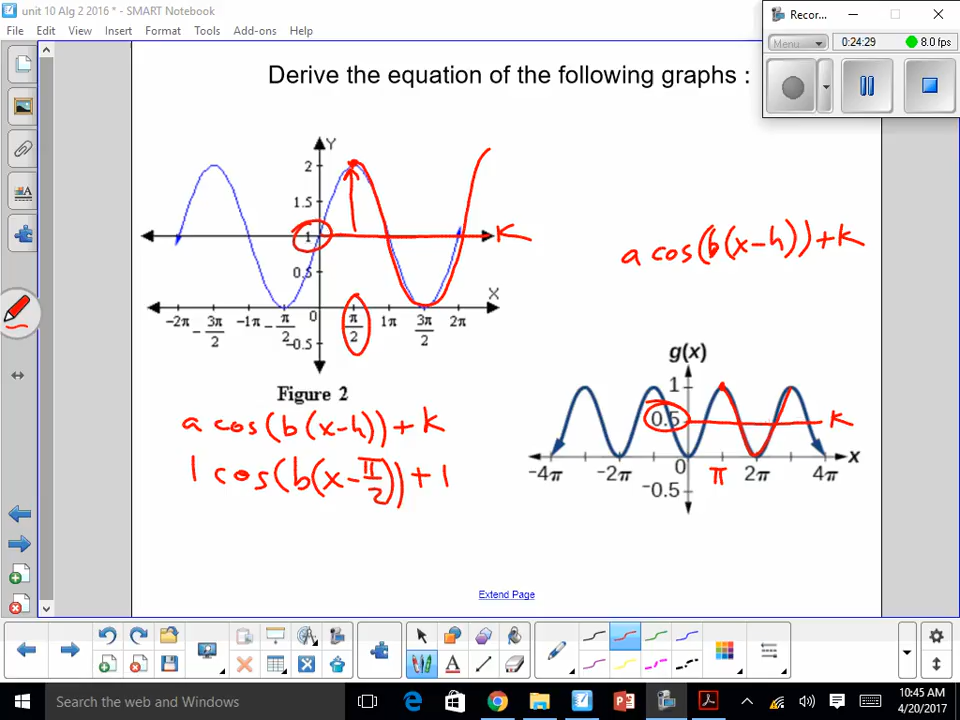 unit 10 Alg 2 2016 * - SMART Notebook
File Edit View Insert Format Tools Add-ons Help
Recor...
Menu
0:24:29 8.0 fps
Derive the equation of the following graphs :
Y
2
1.5
1
0.5
0
-0.5
K
X
-2π -3π/2 -1π -π/2 π/2 1π 3π/2 2π
Figure 2
a cos(b(x-h))+K
1 cos(b(x-π/2))+1
a cos(b(x-h))+K
g(x)
1
0.5
K
0
-0.5
-4π -2π π 2π 4π x
Extend Page
Search the web and Windows
10:45 AM
4/20/2017